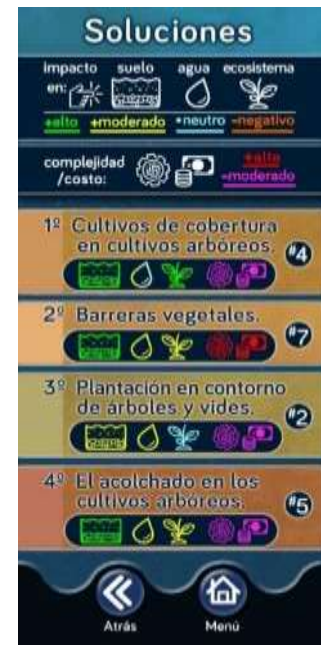 Soluciones
impacto suelo agua ecosistema
en:
+alto +moderado *neutro -negativo
complejidad +alto
/costo: -moderado
1º Cultivos de cobertura
en cultivos arbóreos. #4
2º Barreras vegetales.
#7
3º Plantación en contorno
de árboles y vides. #2
4º El acolchado en los
cultivos arbóreos. #5
Atrás Menú